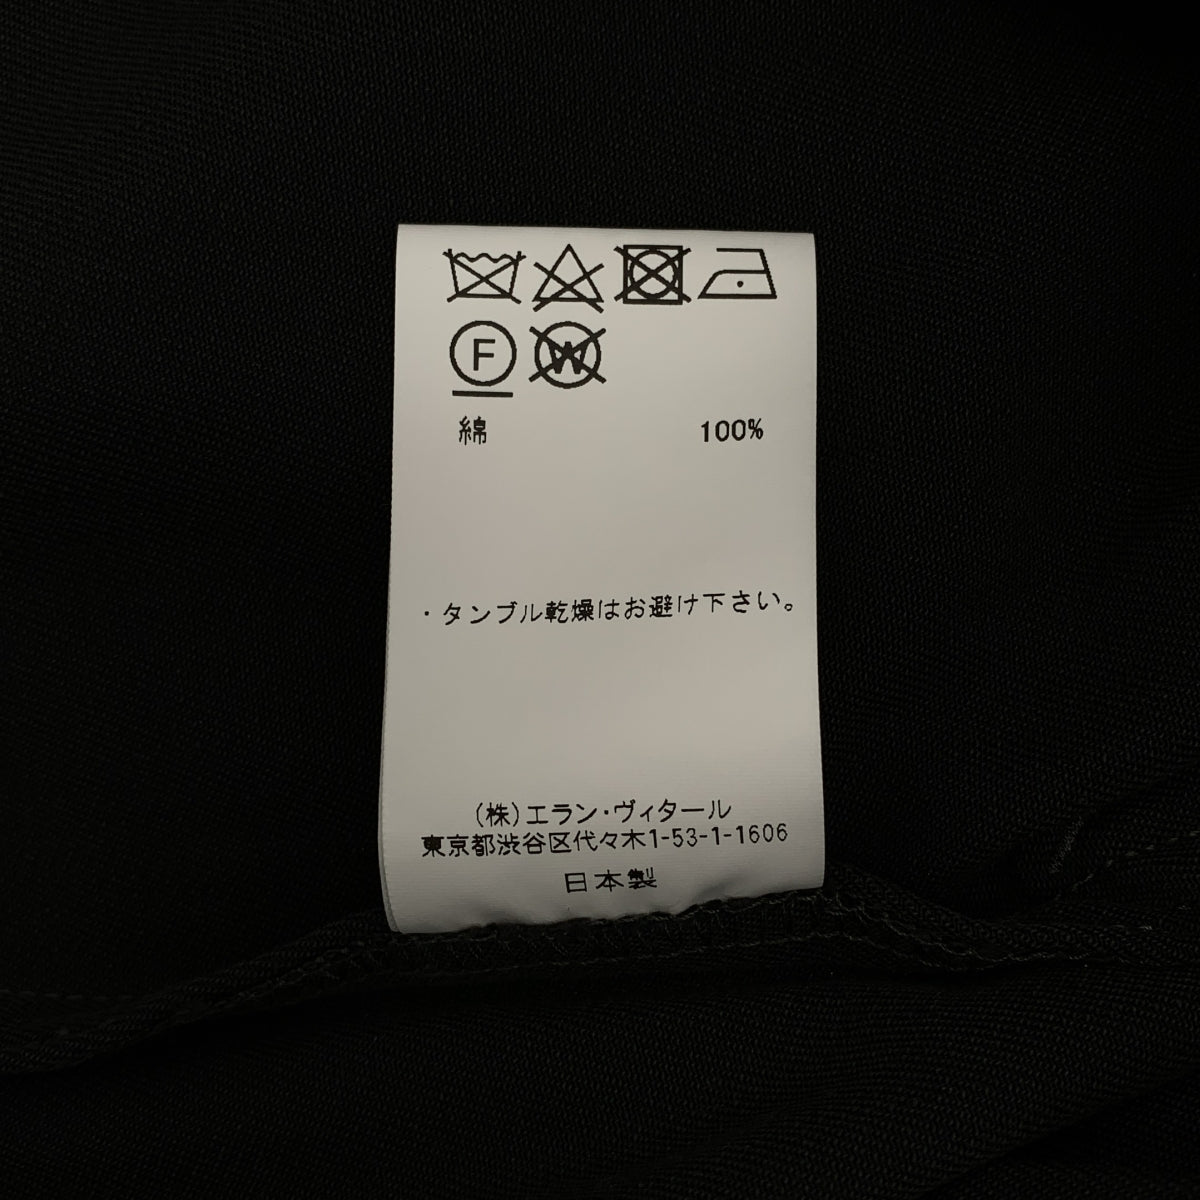 F W
綿 100%
・タンブル乾燥はお避け下さい。
(株)エラン・ヴィタール
東京都渋谷区代々木1-53-1-1606
日本製